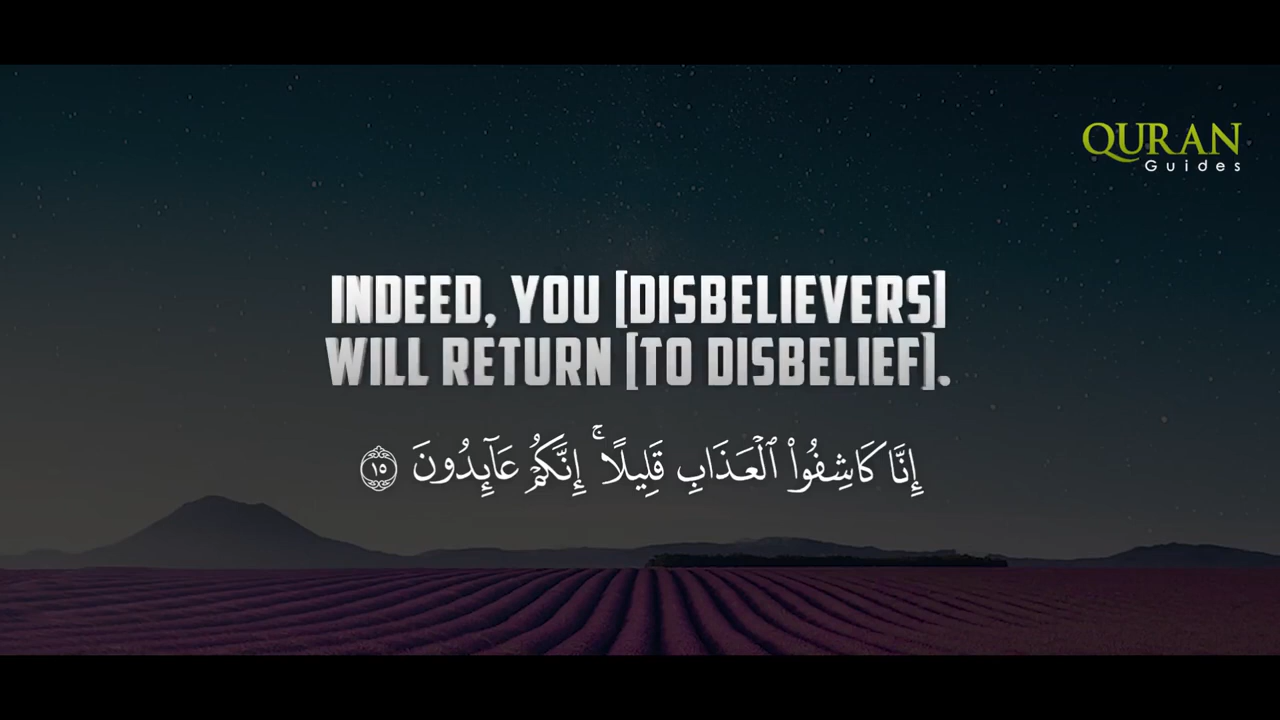 QURAN
Guides
INDEED, YOU [DISBELIEVERS]
WILL RETURN [TO DISBELIEF].
إِنَّا كَاشِفُوا۟ ٱلْعَذَابِ قَلِيلًا ۚ إِنَّكُمْ عَآئِدُونَ ١٥